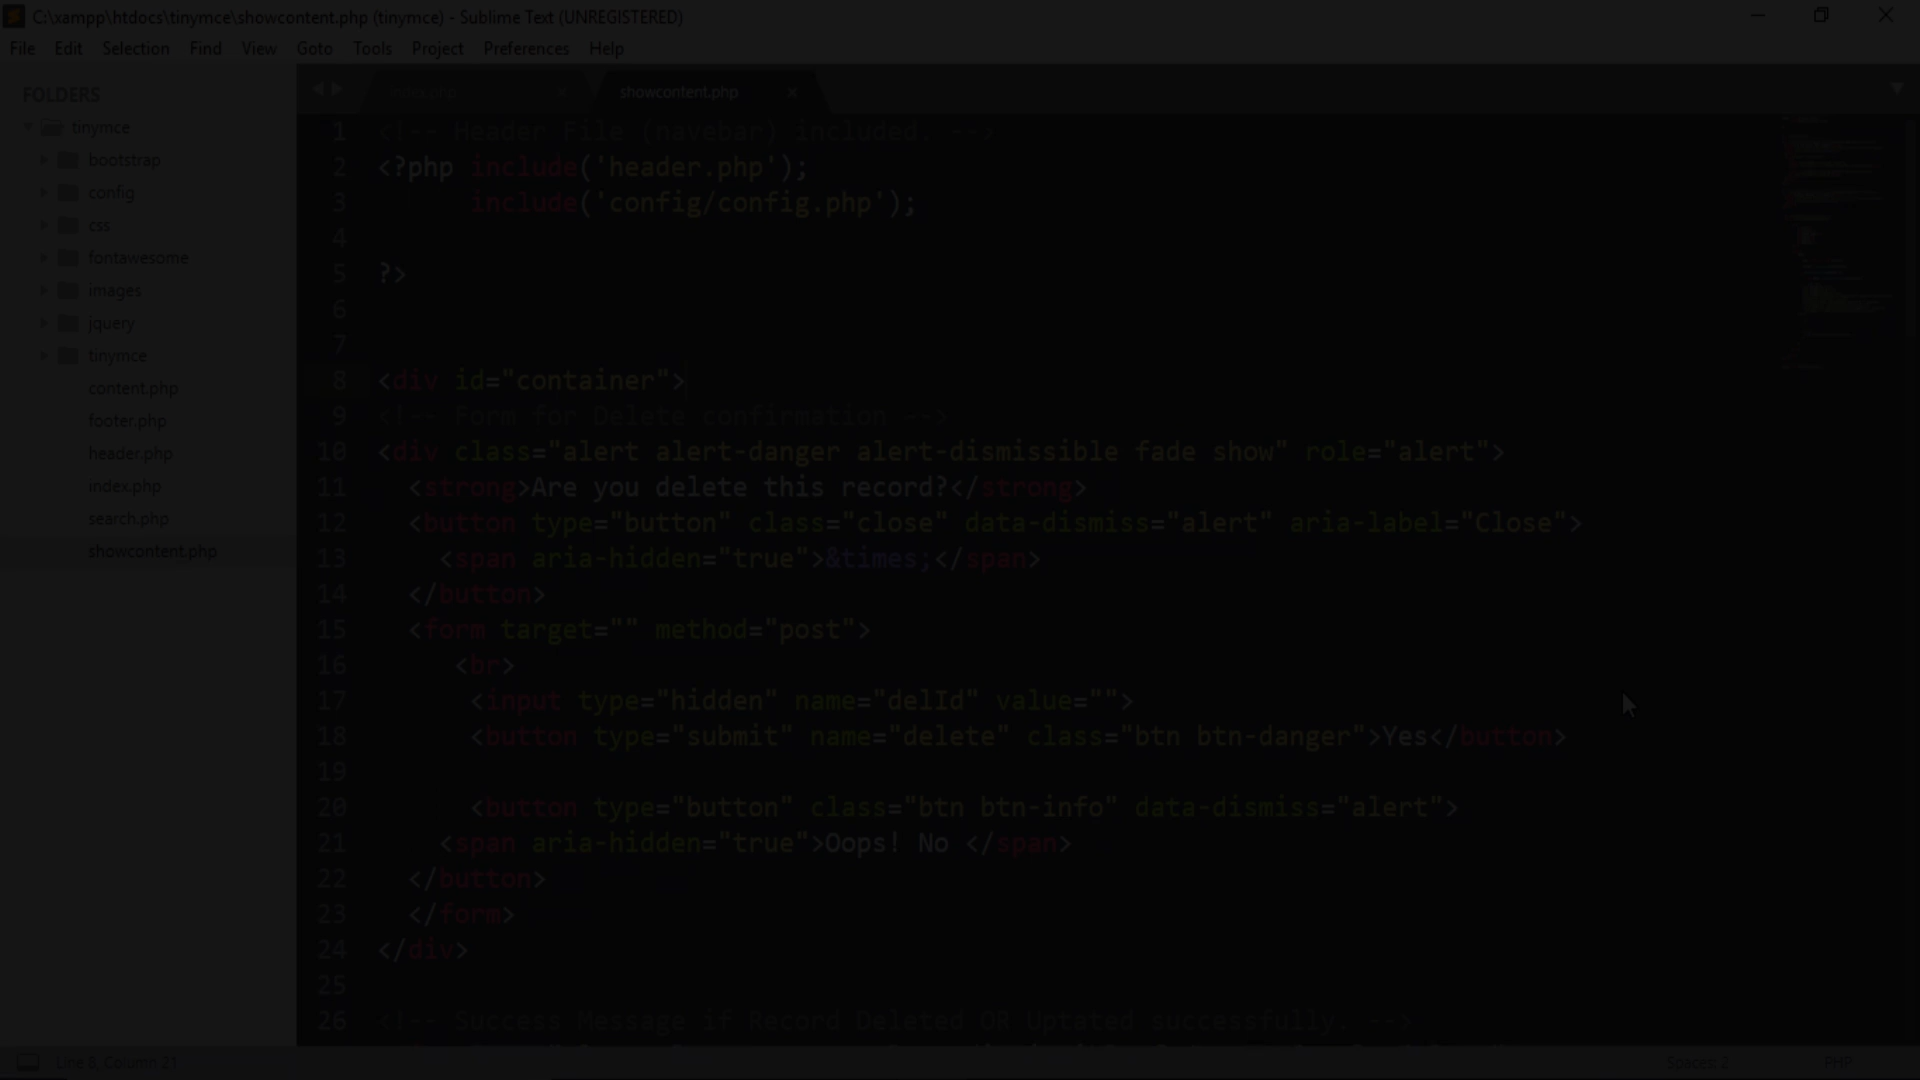 C:\xampp\htdocs\tinymce\showcontent.php (tinymce) - Sublime Text (UNREGISTERED)
File Edit Selection Find View Goto Tools Project Preferences Help
FOLDERS
tinymce
bootstrap
config
css
fontawesome
images
jquery
tinymce
content.php
footer.php
header.php
index.php
search.php
showcontent.php
index.php × showcontent.php ×
1 <!-- Header File (navebar) included. -->
2 <?php include('header.php');
3 include('config/config.php');
4
5 ?>
6
7
8 <div id="container">
9 <!-- Form for Delete confirmation -->
10 <div class="alert alert-danger alert-dismissible fade show" role="alert">
11 <strong>Are you delete this record?</strong>
12 <button type="button" class="close" data-dismiss="alert" aria-label="Close">
13 <span aria-hidden="true">&times;</span>
14 </button>
15 <form target="" method="post">
16 <br>
17 <input type="hidden" name="delId" value="">
18 <button type="submit" name="delete" class="btn btn-danger">Yes</button>
19
20 <button type="button" class="btn btn-info" data-dismiss="alert">
21 <span aria-hidden="true">Oops! No </span>
22 </button>
23 </form>
24 </div>
25
26 <!-- Success Message if Record Deleted OR Uptated successfully. -->
Line 8, Column 21 Spaces: 2 PHP